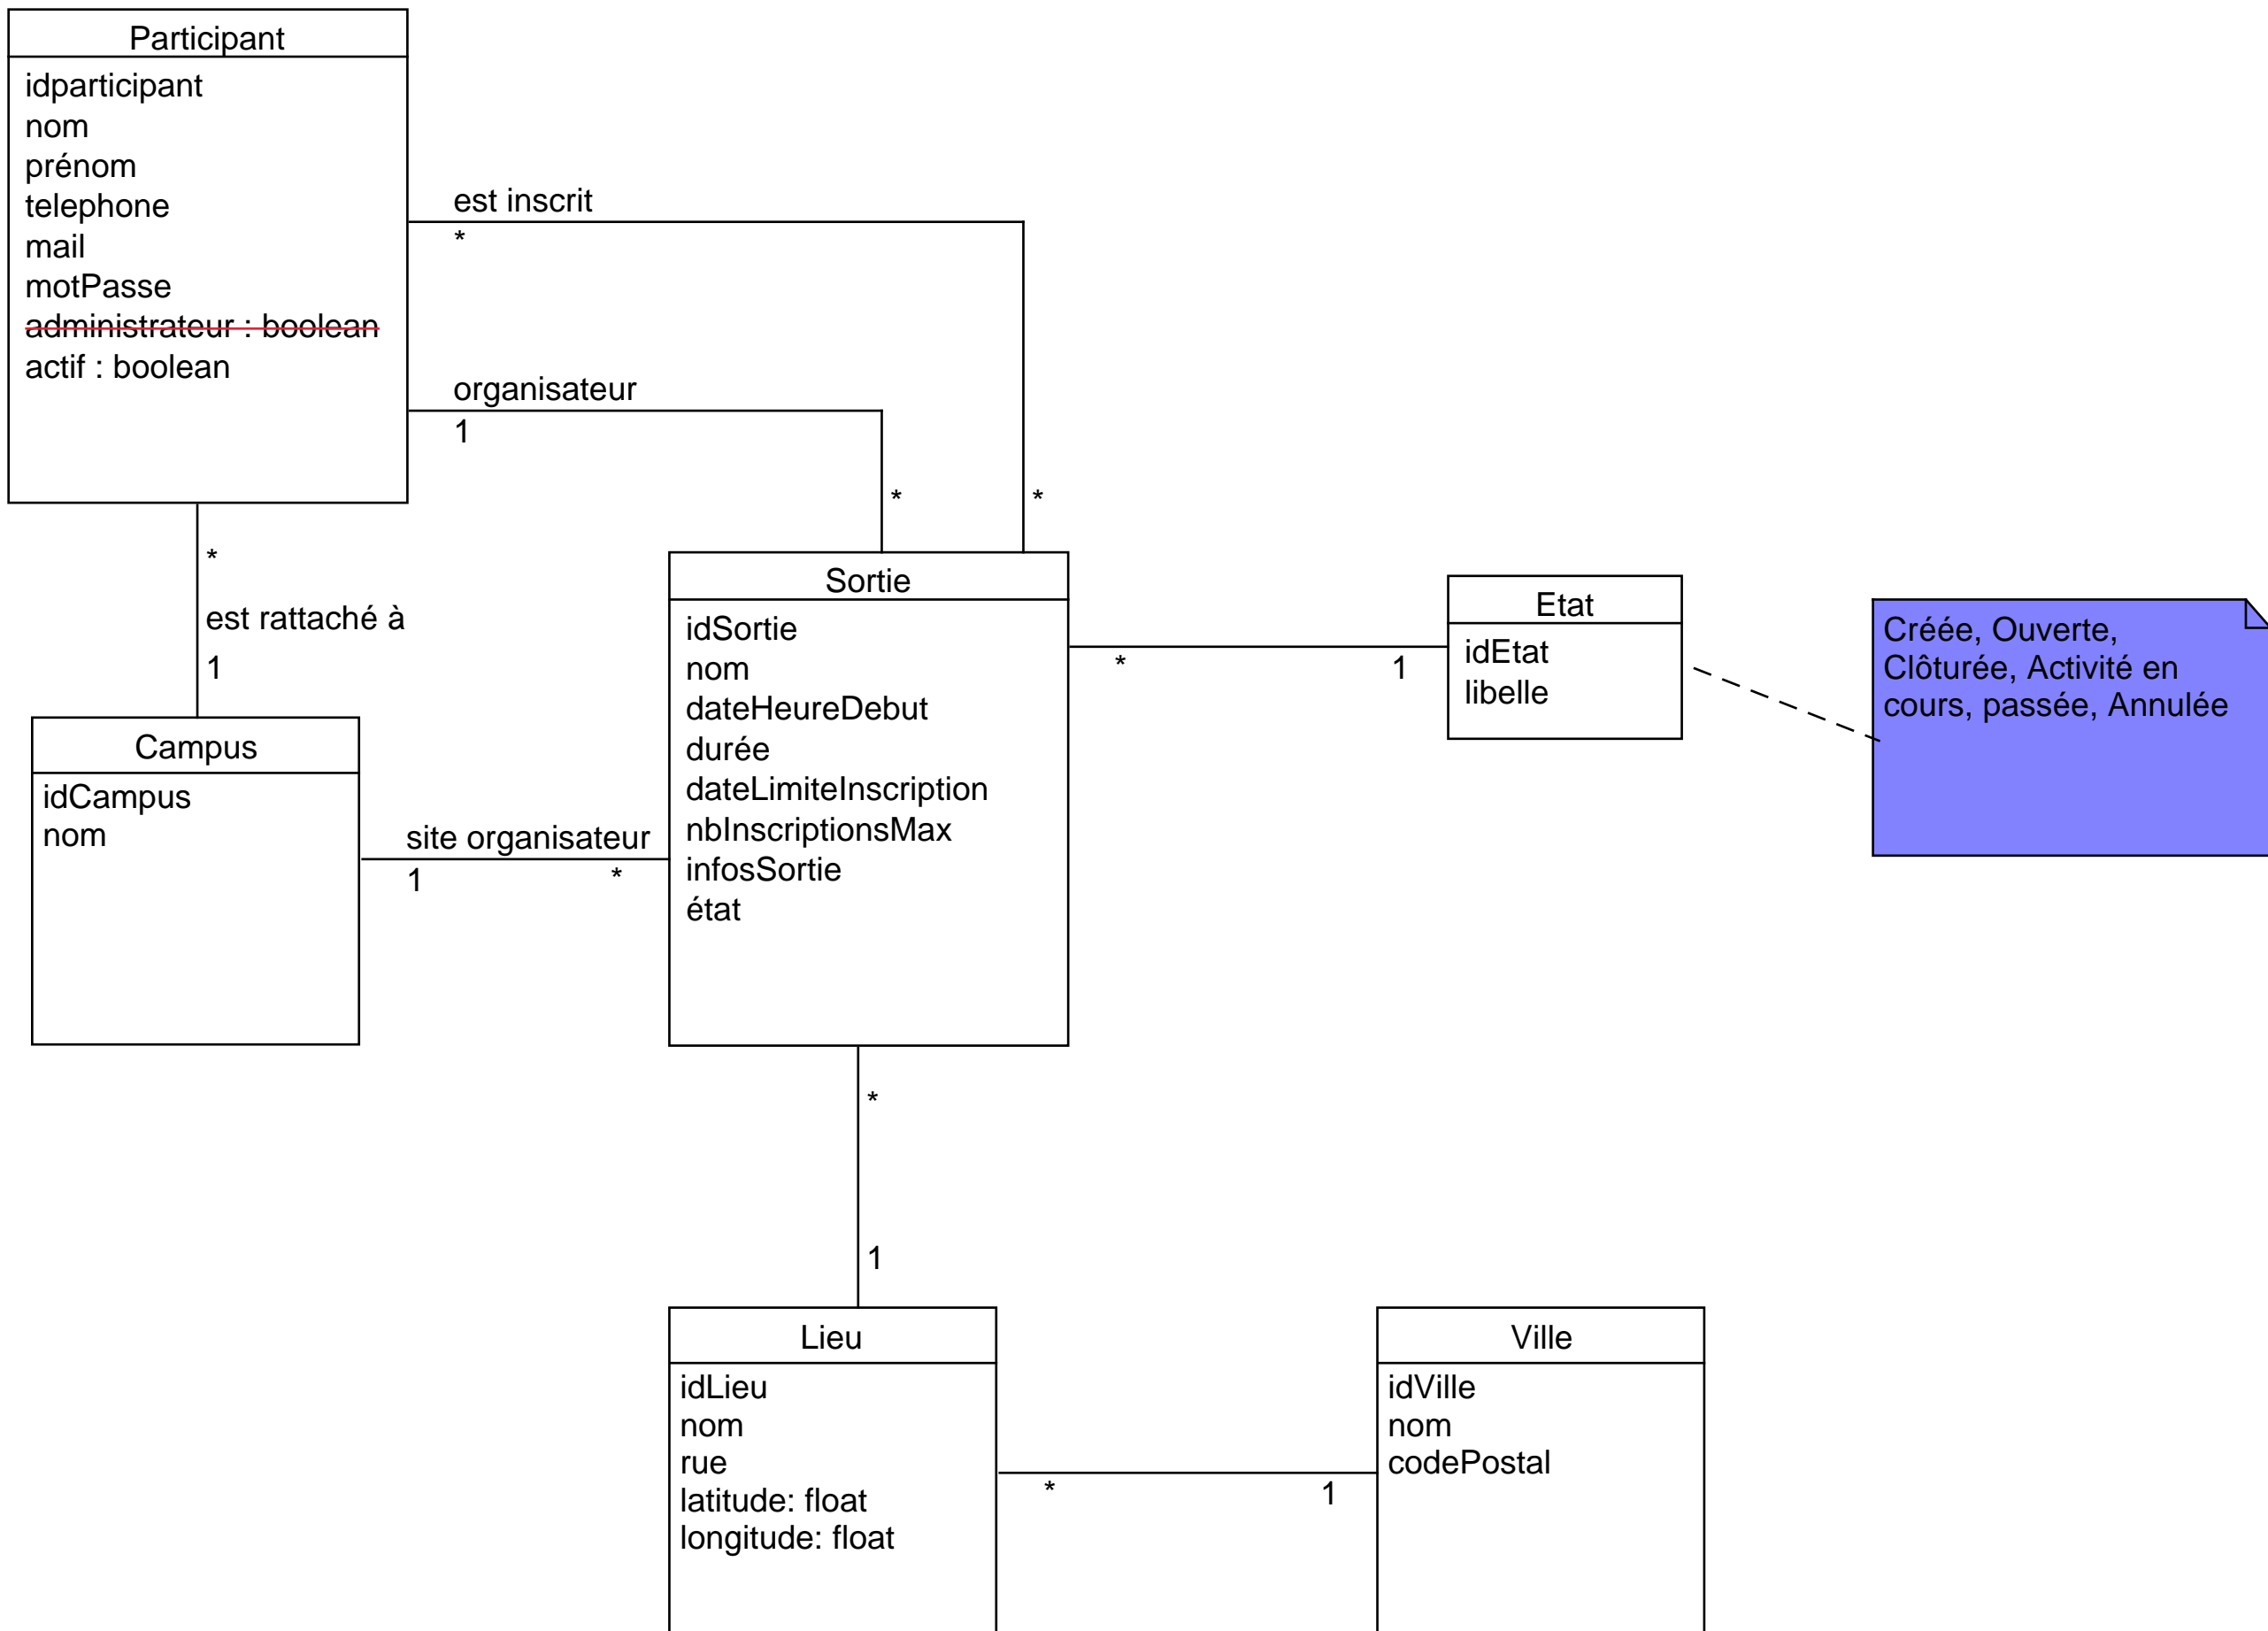 Participant
idparticipant
nom
prénom
telephone
mail
motPasse
administrateur : boolean
actif : boolean
est inscrit
*
organisateur
1
*
*
*
est rattaché à
1
Sortie
idSortie
nom
dateHeureDebut
durée
dateLimiteInscription
nbInscriptionsMax
infosSortie
état
*
1
Etat
idEtat
libelle
Créée, Ouverte,
Clôturée, Activité en
cours, passée, Annulée
Campus
idCampus
nom
site organisateur
1
*
*
1
Lieu
idLieu
nom
rue
latitude: float
longitude: float
*
1
Ville
idVille
nom
codePostal